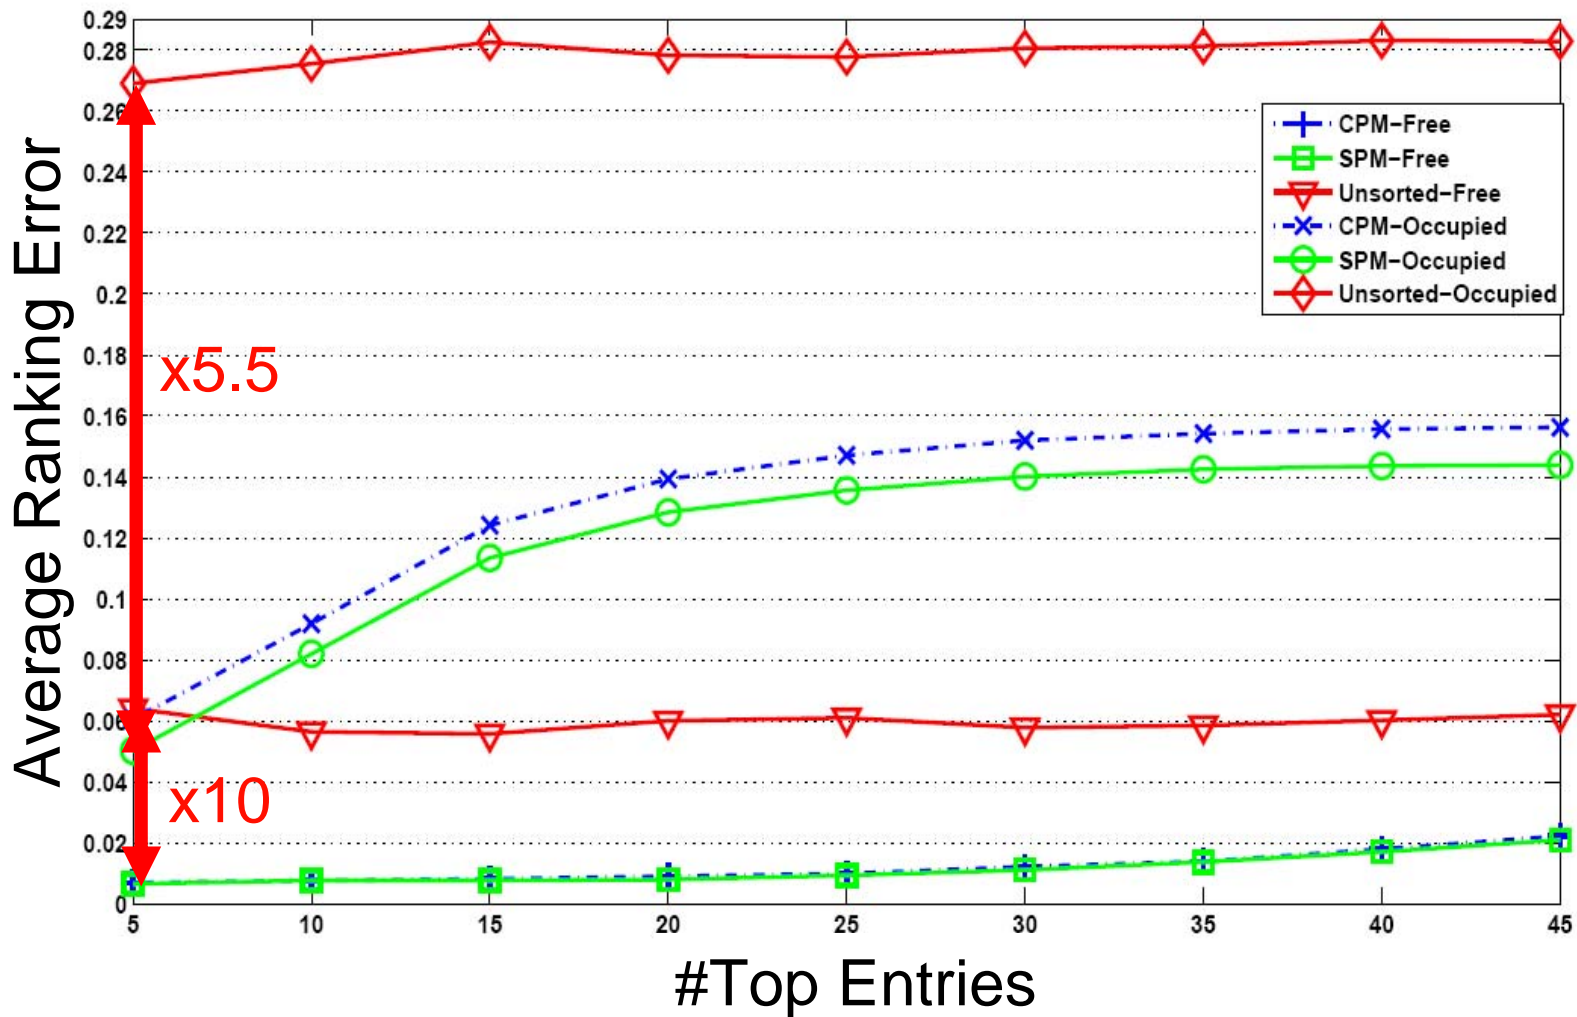 0.29
0.28
0.26
0.24
0.22
0.2
0.18
0.16
0.14
0.12
0.1
0.08
0.06
0.04
0.02
0
Average Ranking Error
x5.5
x10
CPM-Free
SPM-Free
Unsorted-Free
CPM-Occupied
SPM-Occupied
Unsorted-Occupied
5 10 15 20 25 30 35 40 45
#Top Entries